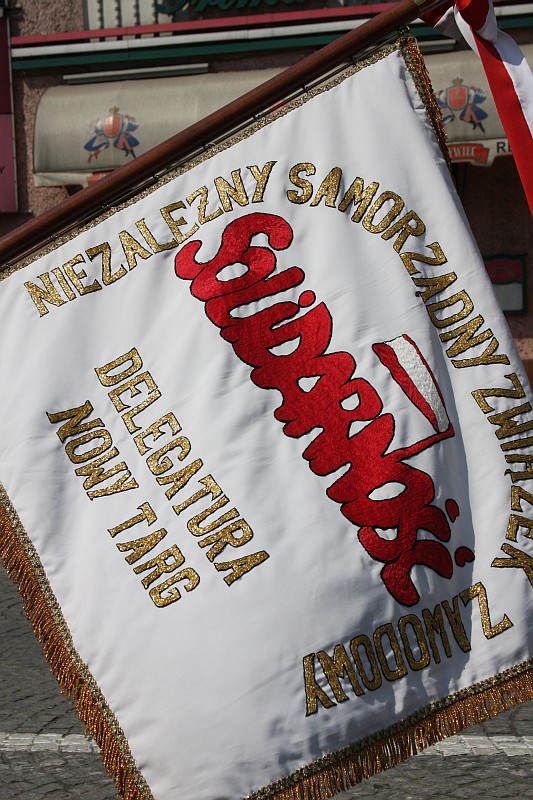 NIEZALEŻNY SAMORZĄDNY ZWIĄZEK ZAWODOWY
SOLIDARNOŚĆ
DELEGATURA
NOWY TARG